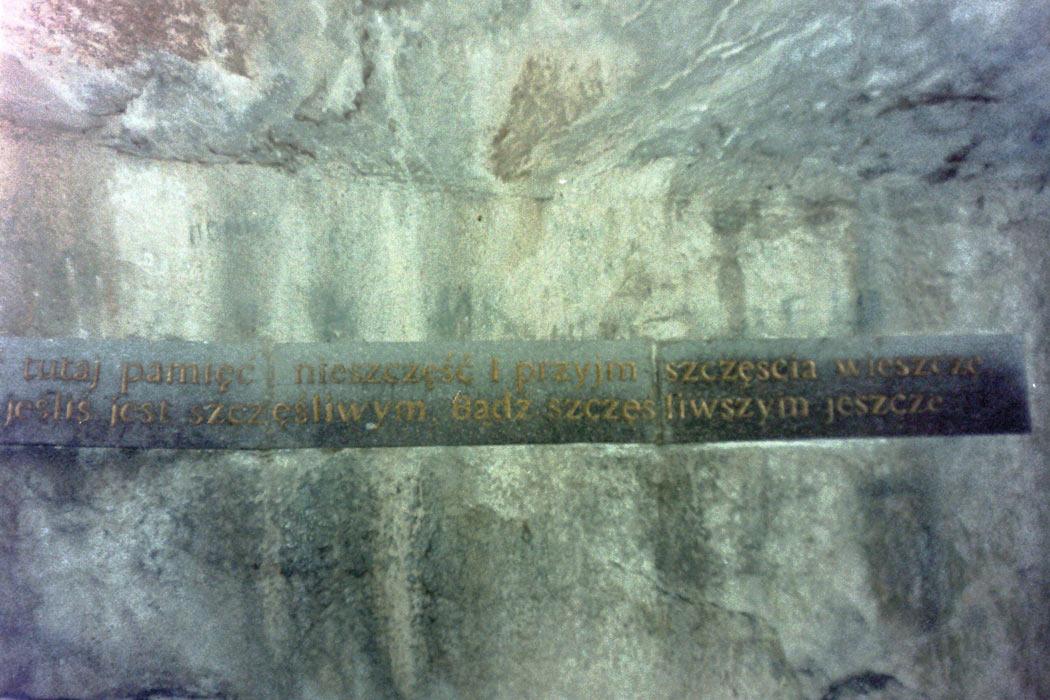 tutaj pamięć nieszczęść i przyjm szczęścia wieszcze
jeśliś jest szczęśliwym. Bądź szczęśliwszym jeszcze